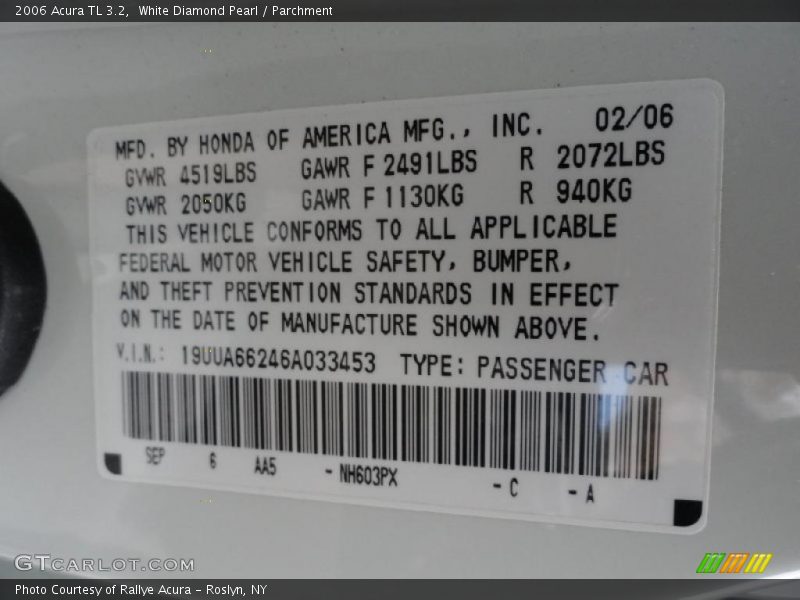 2006 Acura TL 3.2,  White Diamond Pearl / Parchment
MFD. BY HONDA OF AMERICA MFG., INC. 02/06
GVWR 4519LBS GAWR F 2491LBS R 2072LBS
GVWR 2050KG GAWR F 1130KG R 940KG
THIS VEHICLE CONFORMS TO ALL APPLICABLE
FEDERAL MOTOR VEHICLE SAFETY, BUMPER,
AND THEFT PREVENTION STANDARDS IN EFFECT
ON THE DATE OF MANUFACTURE SHOWN ABOVE.
V.I.N.: 19UUA66246A033453 TYPE: PASSENGER CAR
SEP 6 AA5 - NH603PX - C - A
GTCARLOT.COM
Photo Courtesy of Rallye Acura – Roslyn, NY